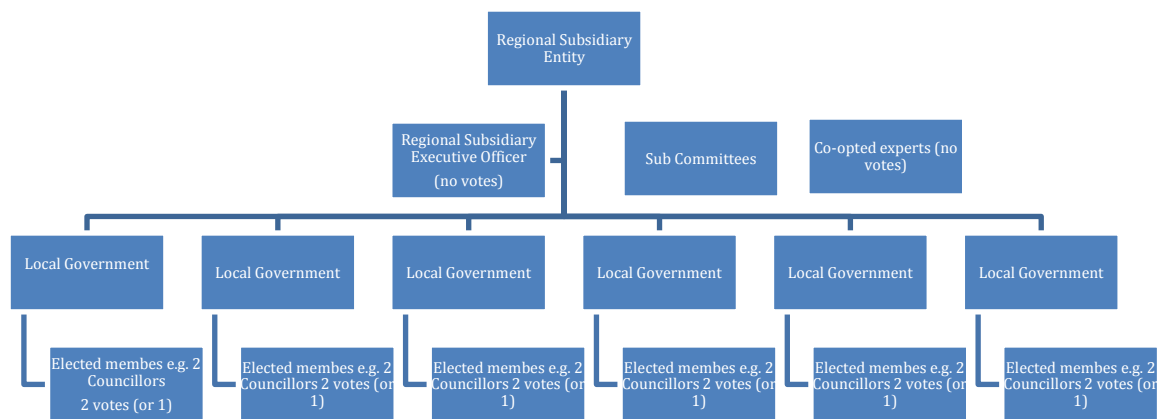 Regional Subsidiary
Entity
Regional Subsidiary
Executive Officer
(no votes)
Sub Committees
Co-opted experts (no
votes)
Local Government
Local Government
Local Government
Local Government
Local Government
Local Government
Elected membes e.g. 2
Councillors
2 votes (or 1)
Elected membes e.g. 2
Councillors 2 votes (or
1)
Elected membes e.g. 2
Councillors 2 votes (or
1)
Elected membes e.g. 2
Councillors 2 votes (or
1)
Elected membes e.g. 2
Councillors 2 votes (or
1)
Elected membes e.g. 2
Councillors 2 votes (or
1)